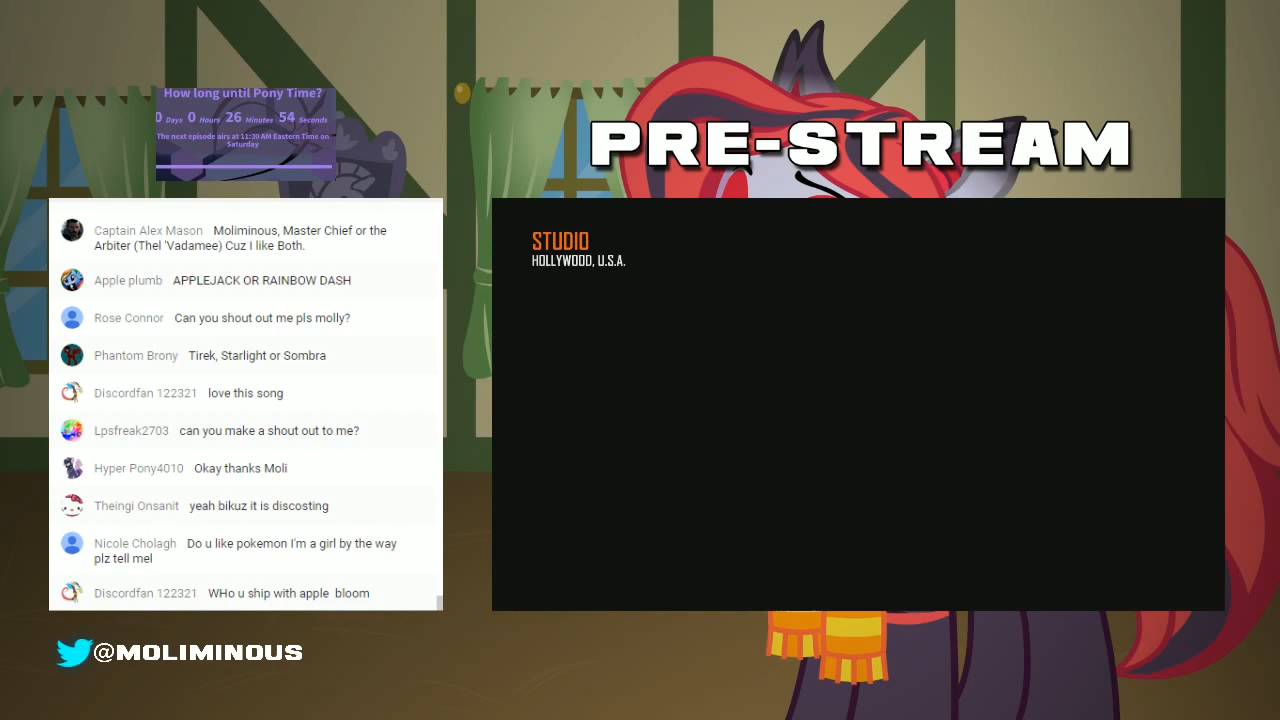 How long until Pony Time?
0 Days 0 Hours 26 Minutes 54 Seconds
The next episode airs at 11:30 AM Eastern Time on
Saturday
PRE-STREAM
Captain Alex Mason Moliminous, Master Chief or the
Arbiter (Thel 'Vadamee) Cuz I like Both.
Apple plumb APPLEJACK OR RAINBOW DASH
Rose Connor Can you shout out me pls molly?
Phantom Brony Tirek, Starlight or Sombra
Discordfan 122321 love this song
Lpsfreak2703 can you make a shout out to me?
Hyper Pony4010 Okay thanks Moli
Theingi Onsanit yeah bikuz it is discosting
Nicole Cholagh Do u like pokemon I'm a girl by the way
plz tell mel
Discordfan 122321 WHo u ship with apple bloom
STUDIO
HOLLYWOOD, U.S.A.
@MOLIMINOUS